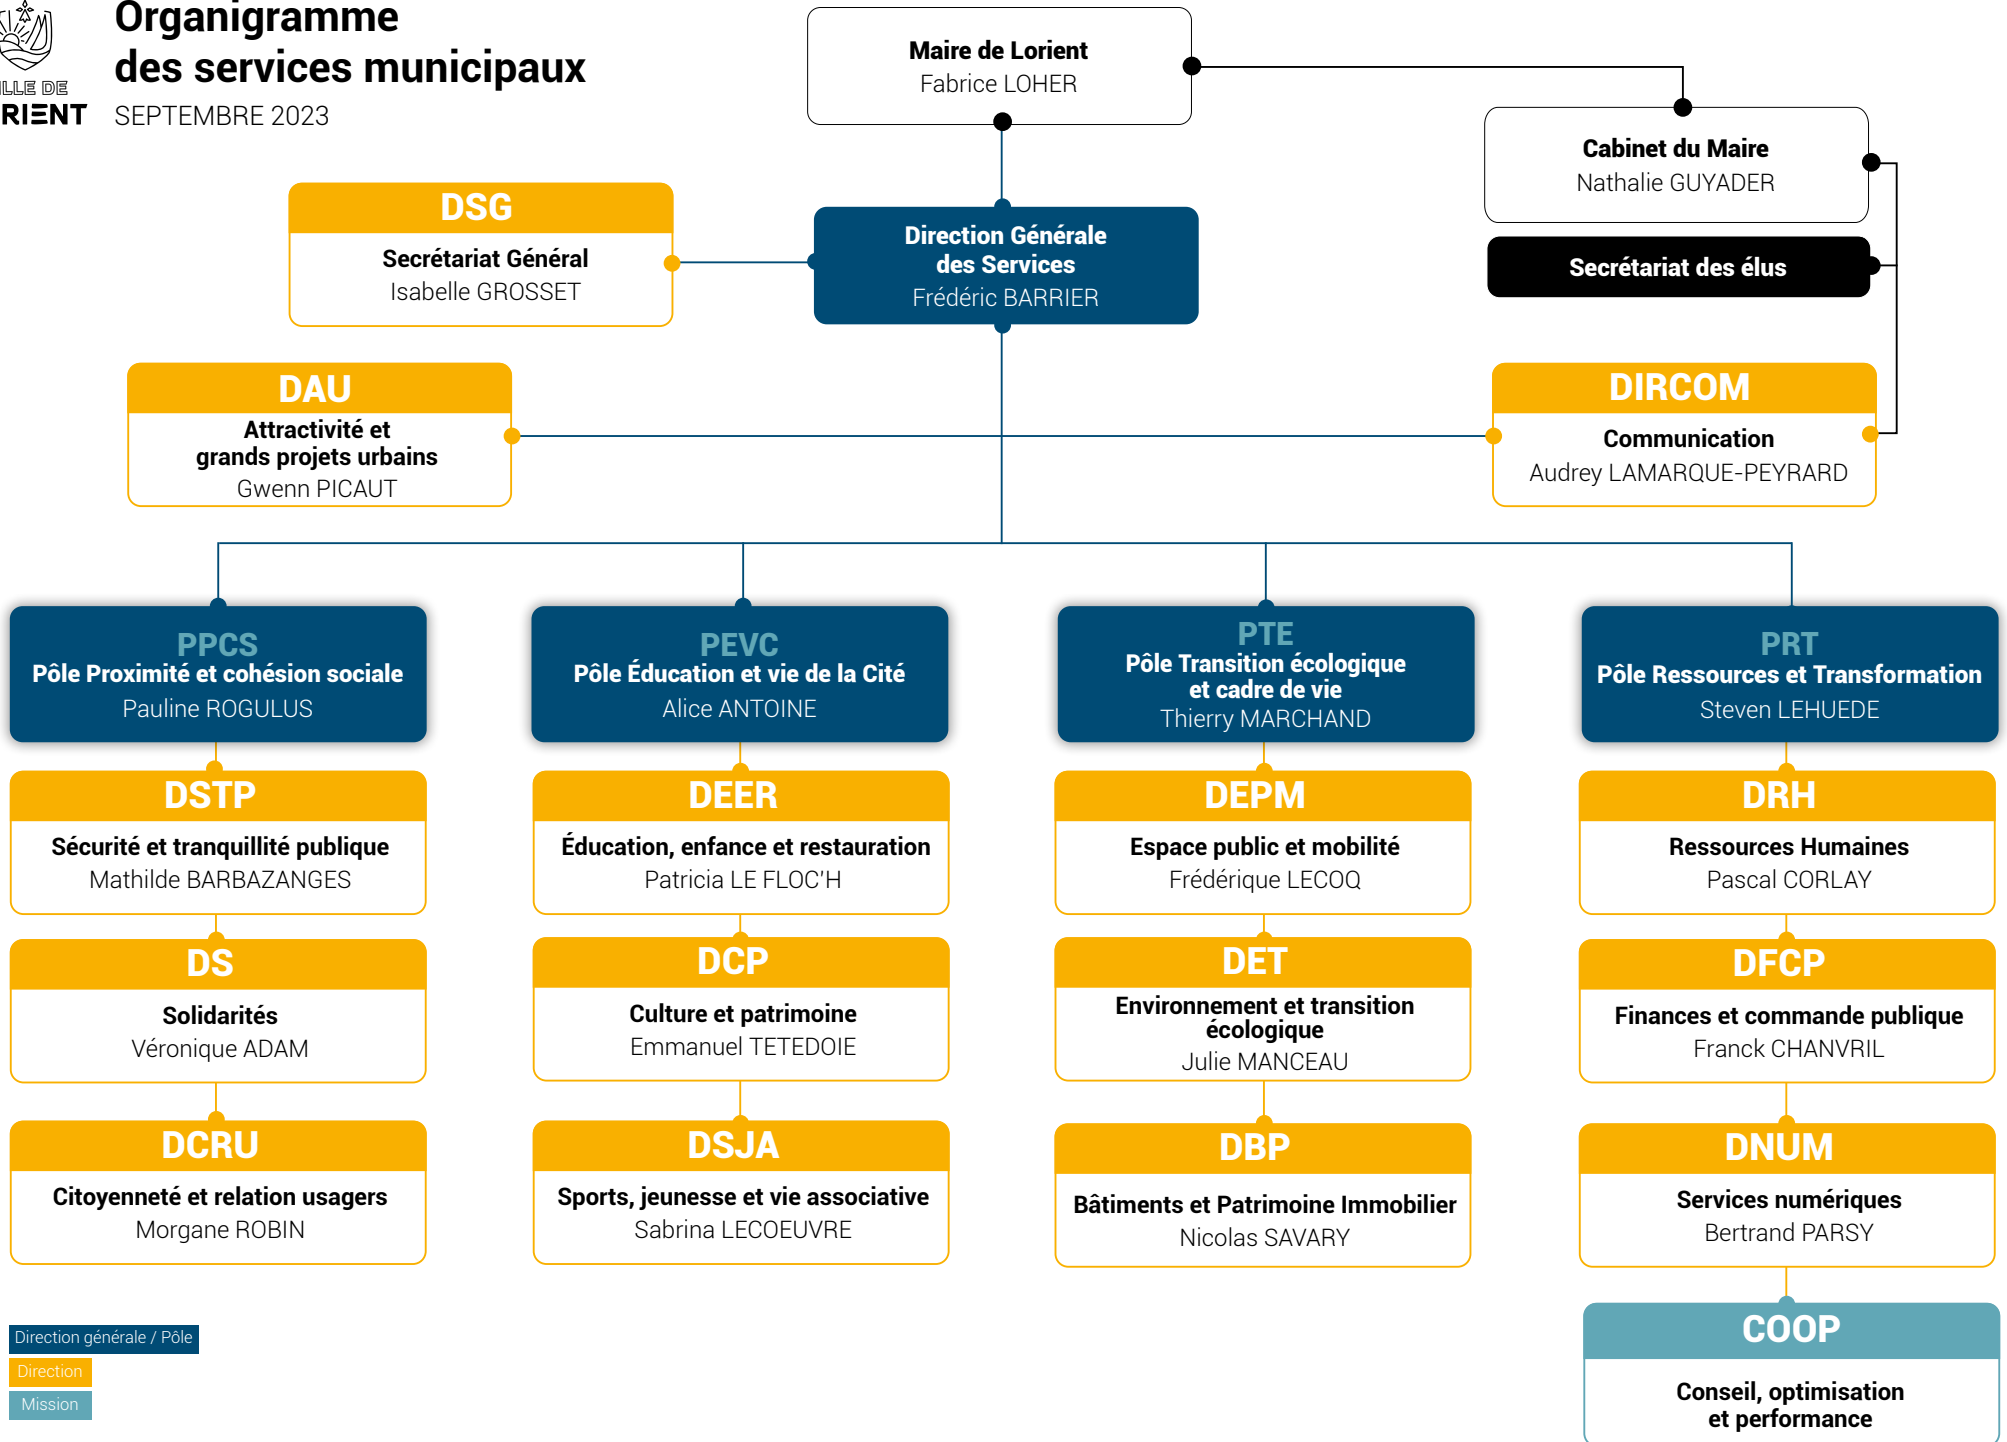 Organigramme
des services municipaux
SEPTEMBRE 2023
Maire de Lorient
Fabrice LOHER
Cabinet du Maire
Nathalie GUYADER
Secrétariat des élus
DSG
Secrétariat Général
Isabelle GROSSET
Direction Générale
des Services
Frédéric BARRIER
DAU
Attractivité et
grands projets urbains
Gwenn PICAUT
DIRCOM
Communication
Audrey LAMARQUE-PEYRARD
PPCS
Pôle Proximité et cohésion sociale
Pauline ROGULUS
DSTP
Sécurité et tranquillité publique
Mathilde BARBAZANGES
DS
Solidarités
Véronique ADAM
DCRU
Citoyenneté et relation usagers
Morgane ROBIN
PEVC
Pôle Éducation et vie de la Cité
Alice ANTOINE
DEER
Éducation, enfance et restauration
Patricia LE FLOC'H
DCP
Culture et patrimoine
Emmanuel TETEDOIE
DSJA
Sports, jeunesse et vie associative
Sabrina LECOEUVRE
PTE
Pôle Transition écologique
et cadre de vie
Thierry MARCHAND
DEPM
Espace public et mobilité
Frédérique LECOQ
DET
Environnement et transition
écologique
Julie MANCEAU
DBP
Bâtiments et Patrimoine Immobilier
Nicolas SAVARY
PRT
Pôle Ressources et Transformation
Steven LEHUEDE
DRH
Ressources Humaines
Pascal CORLAY
DFCP
Finances et commande publique
Franck CHANVRIL
DNUM
Services numériques
Bertrand PARSY
COOP
Conseil, optimisation
et performance
Direction générale / Pôle
Direction
Mission